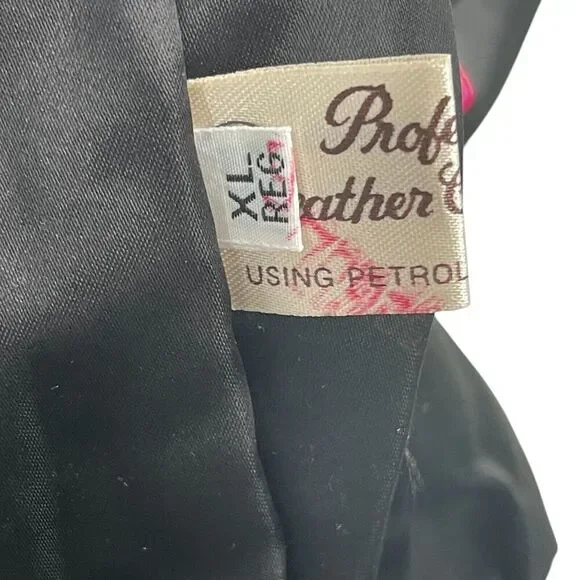 Profe
eather C
USING PETROL
XL-
REG.